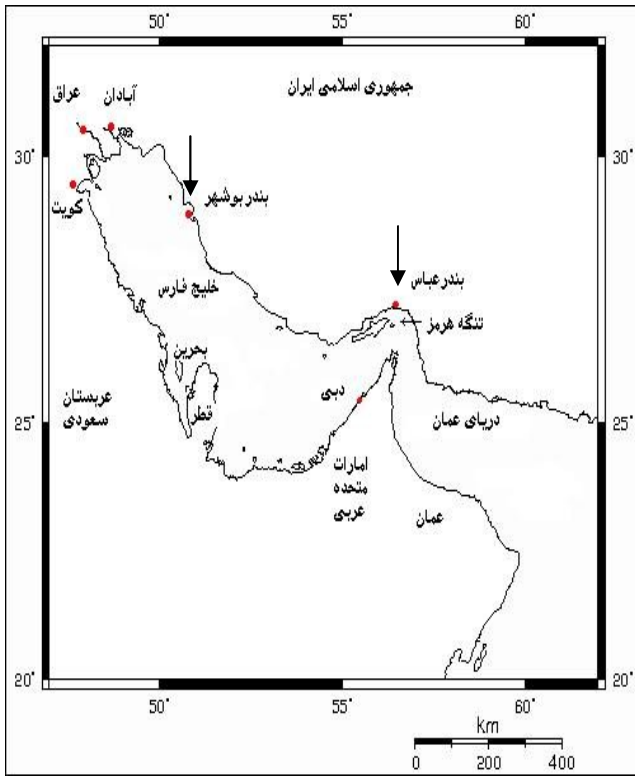 50° 55° 60°
جمهوری اسلامی ایران
عراق
آبادان
30° 30°
کویت
بندر بوشهر
بندرعباس
خلیج فارس
تنگه هرمز
بحرین
قطر
دبی
عربستان
سعودی
دریای عمان
25° 25°
امارات
متحده
عربی
عمان
20° 20°
50° 55° 60°
km
0 200 400